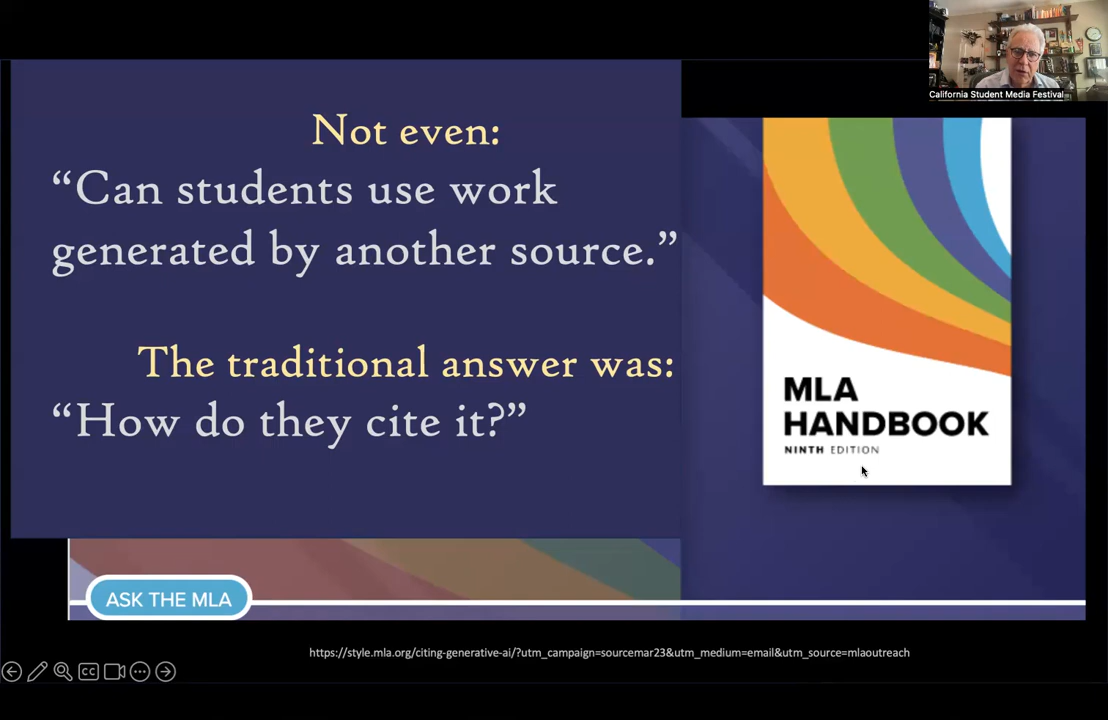 California Student Media Festival
Not even:
“Can students use work
generated by another source.”
The traditional answer was:
“How do they cite it?”
MLA
HANDBOOK
NINTH EDITION
ASK THE MLA
https://style.mla.org/citing-generative-ai/?utm_campaign=sourcemar23&utm_medium=email&utm_source=mlaoutreach
CC